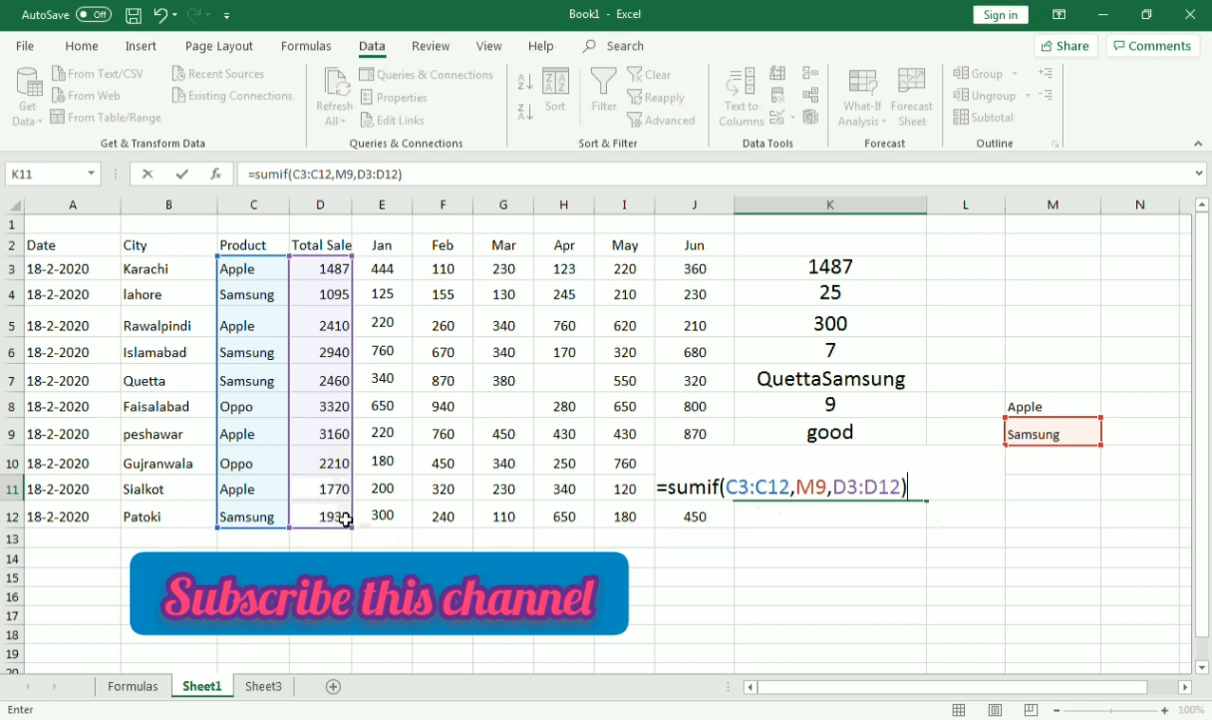 AutoSave Off Book1 - Excel Sign in
File Home Insert Page Layout Formulas Data Review View Help Search Share Comments
Get Data From Text/CSV From Web From Table/Range Recent Sources Existing Connections
Refresh All Queries & Connections Properties Edit Links
Sort Filter Clear Reapply Advanced
Text to Columns What-If Analysis Forecast Sheet Group Ungroup Subtotal
Get & Transform Data Queries & Connections Sort & Filter Data Tools Forecast Outline
K11 fx =sumif(C3:C12,M9,D3:D12)
A B C D E F G H I J K L M N
1
2 Date City Product Total Sale Jan Feb Mar Apr May Jun
3 18-2-2020 Karachi Apple 1487 444 110 230 123 220 360 1487
4 18-2-2020 lahore Samsung 1095 125 155 130 245 210 230 25
5 18-2-2020 Rawalpindi Apple 2410 220 260 340 760 620 210 300
6 18-2-2020 Islamabad Samsung 2940 760 670 340 170 320 680 7
7 18-2-2020 Quetta Samsung 2460 340 870 380 550 320 QuettaSamsung
8 18-2-2020 Faisalabad Oppo 3320 650 940 280 650 800 9 Apple
9 18-2-2020 peshawar Apple 3160 220 760 450 430 430 870 good Samsung
10 18-2-2020 Gujranwala Oppo 2210 180 450 340 250 760
11 18-2-2020 Sialkot Apple 1770 200 320 230 340 120 =sumif(C3:C12,M9,D3:D12)
12 18-2-2020 Patoki Samsung 300 240 110 650 180 450
13
14
15
16
17
18
19
20
Subscribe this channel
Formulas Sheet1 Sheet3
Enter 100%